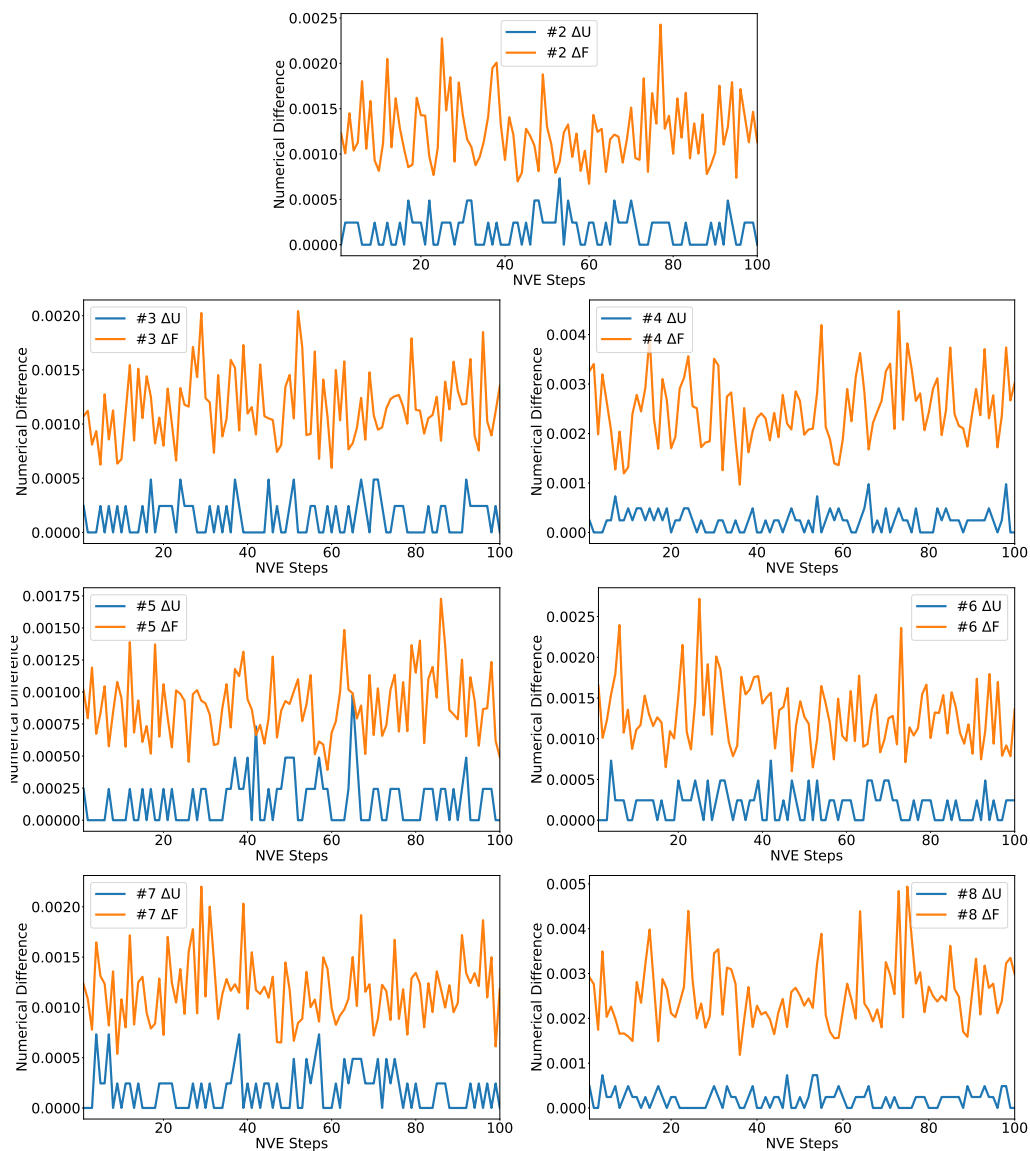 #2 ΔU
#2 ΔF
Numerical Difference
0.0025
0.0020
0.0015
0.0010
0.0005
0.0000
20 40 60 80 100
NVE Steps
#3 ΔU
#3 ΔF
Numerical Difference
0.0020
0.0015
0.0010
0.0005
0.0000
20 40 60 80 100
NVE Steps
#4 ΔU
#4 ΔF
Numerical Difference
0.004
0.003
0.002
0.001
0.000
20 40 60 80 100
NVE Steps
#5 ΔU
#5 ΔF
Numerical Difference
0.00175
0.00150
0.00125
0.00100
0.00075
0.00050
0.00025
0.00000
20 40 60 80 100
NVE Steps
#6 ΔU
#6 ΔF
Numerical Difference
0.0025
0.0020
0.0015
0.0010
0.0005
0.0000
20 40 60 80 100
NVE Steps
#7 ΔU
#7 ΔF
Numerical Difference
0.0020
0.0015
0.0010
0.0005
0.0000
20 40 60 80 100
NVE Steps
#8 ΔU
#8 ΔF
Numerical Difference
0.005
0.004
0.003
0.002
0.001
0.000
20 40 60 80 100
NVE Steps